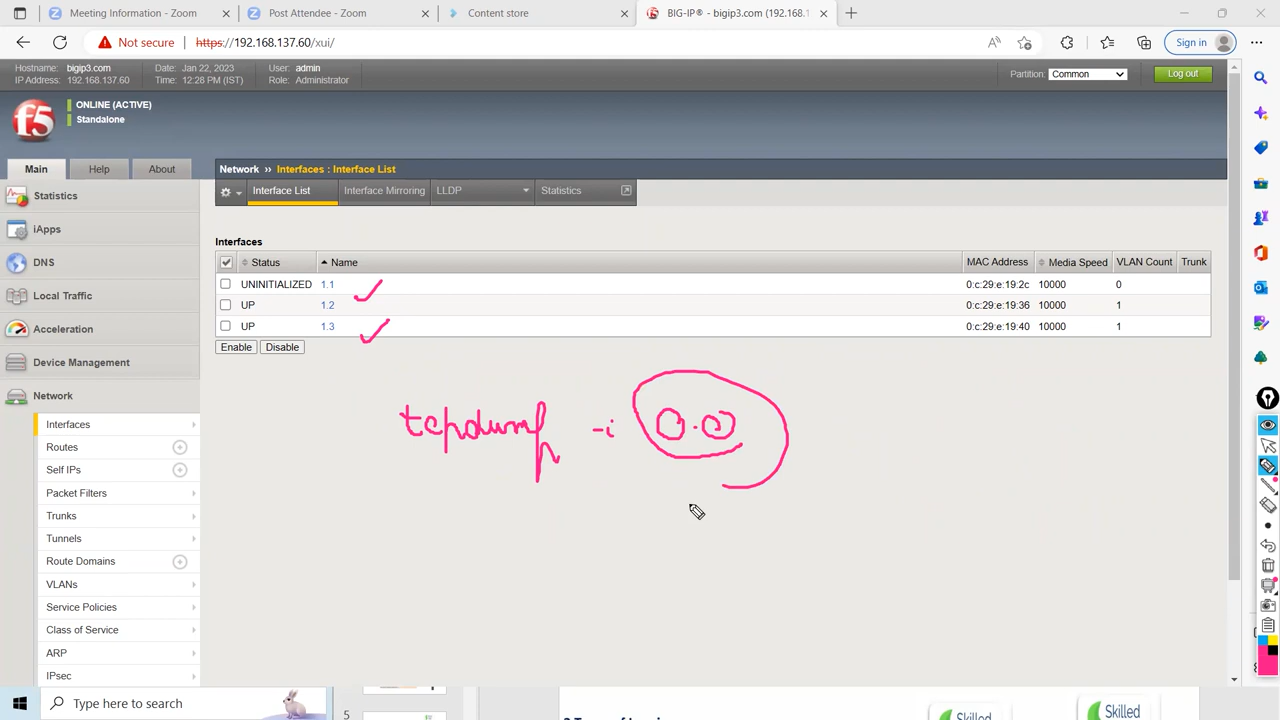 Meeting Information - Zoom
Post Attendee - Zoom
Content store
BIG-IP® - bigip3.com (192.168.1
Not secure
https://192.168.137.60/xui/
Sign in
Hostname: bigip3.com
Date: Jan 22, 2023
User: admin
IP Address: 192.168.137.60
Time: 12:28 PM (IST)
Role: Administrator
Partition: Common
Log out
f5
ONLINE (ACTIVE)
Standalone
Main
Help
About
Network ›› Interfaces : Interface List
Statistics
iApps
DNS
Local Traffic
Acceleration
Device Management
Network
Interfaces
Routes
Self IPs
Packet Filters
Trunks
Tunnels
Route Domains
VLANs
Service Policies
Class of Service
ARP
IPsec
Interface List
Interface Mirroring
LLDP
Statistics
Interfaces
Status Name MAC Address Media Speed VLAN Count Trunk
UNINITIALIZED 1.1 0:c:29:e:19:2c 10000 0
UP 1.2 0:c:29:e:19:36 10000 1
UP 1.3 0:c:29:e:19:40 10000 1
Enable
Disable
tcpdump -i 0.0
Type here to search
5
Skilled
Skilled